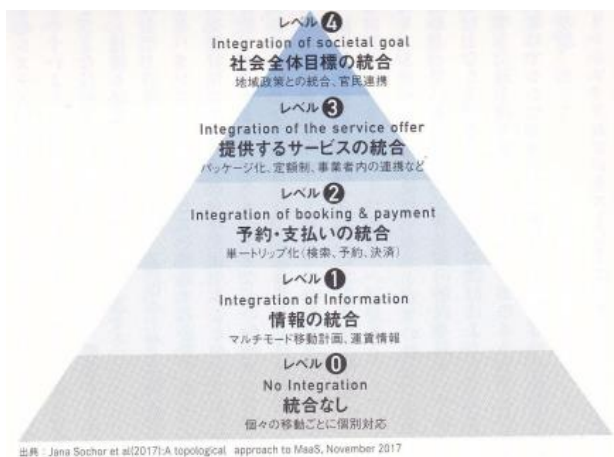 レベル❹
Integration of societal goal
社会全体目標の統合
地域政策との統合、官民連携
レベル❸
Integration of the service offer
提供するサービスの統合
パッケージ化、定額制、事業者内の連携など
レベル❷
Integration of booking & payment
予約・支払いの統合
単一トリップ化(検索、予約、決済)
レベル❶
Integration of Information
情報の統合
マルチモード移動計画、運賃情報
レベル⓿
No Integration
統合なし
個々の移動ごとに個別対応
出典：Jana Sochor et al(2017):A topological approach to MaaS, November 2017